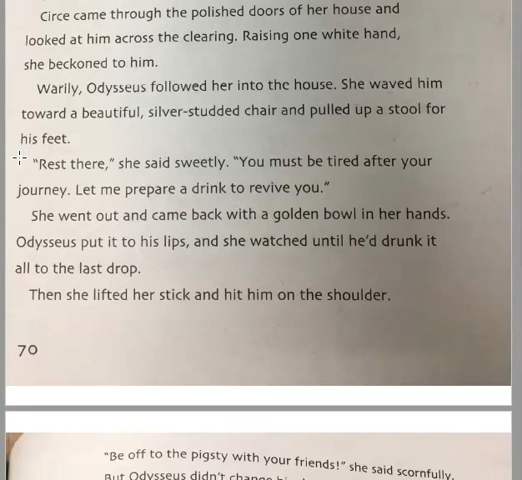 Circe came through the polished doors of her house and
looked at him across the clearing. Raising one white hand,
she beckoned to him.
Warily, Odysseus followed her into the house. She waved him
toward a beautiful, silver-studded chair and pulled up a stool for
his feet.
“Rest there,” she said sweetly. “You must be tired after your
journey. Let me prepare a drink to revive you.”
She went out and came back with a golden bowl in her hands.
Odysseus put it to his lips, and she watched until he’d drunk it
all to the last drop.
Then she lifted her stick and hit him on the shoulder.
70
“Be off to the pigsty with your friends!” she said scornfully.
But Odysseus didn’t change